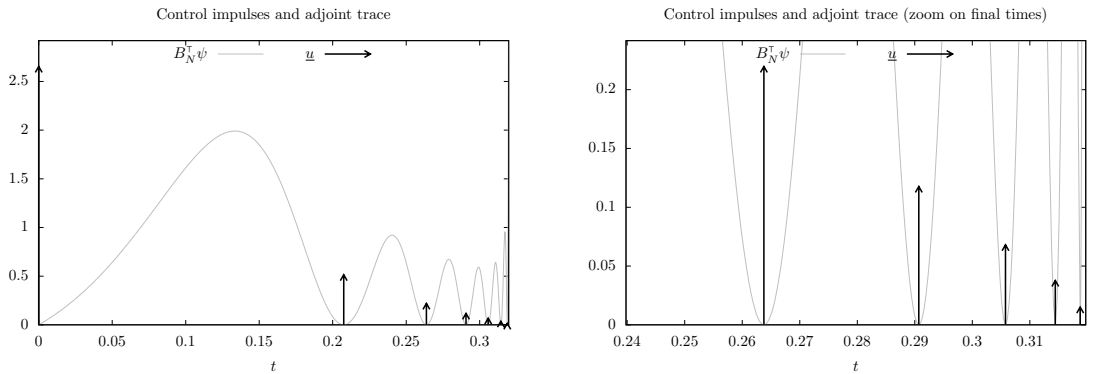 Control impulses and adjoint trace
B_N^⊤ψ u
2.5
2
1.5
1
0.5
0
0 0.05 0.1 0.15 0.2 0.25 0.3
t
Control impulses and adjoint trace (zoom on final times)
B_N^⊤ψ u
0.2
0.15
0.1
0.05
0
0.24 0.25 0.26 0.27 0.28 0.29 0.3 0.31
t